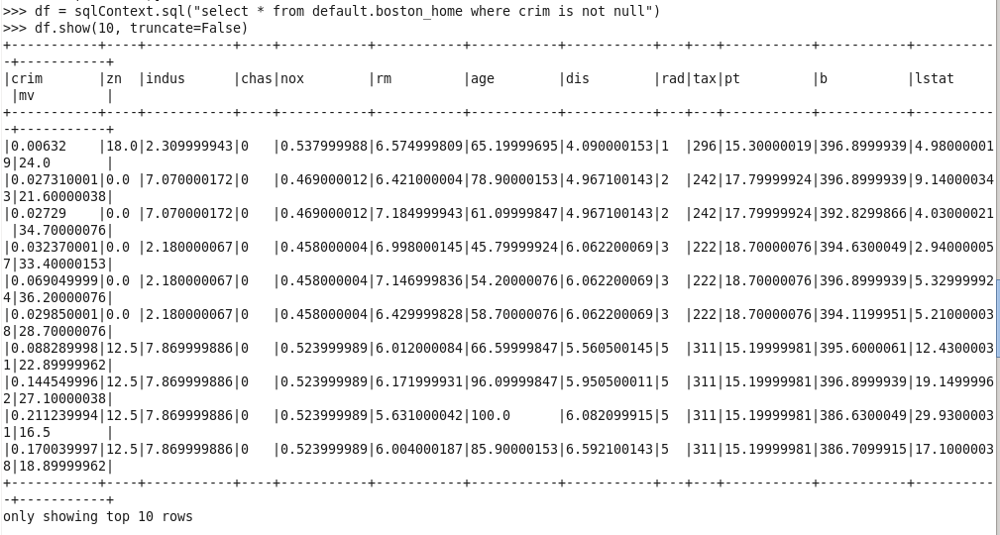 >>> df = sqlContext.sql("select * from default.boston_home where crim is not null")
>>> df.show(10, truncate=False)
+-----------+----+-----------+----+-----------+-----------+-----------+-----------+---+---+-----------+-----------+----------
-+-----------+
|crim       |zn  |indus      |chas|nox        |rm         |age        |dis        |rad|tax|pt         |b          |lstat     
 |mv         |
+-----------+----+-----------+----+-----------+-----------+-----------+-----------+---+---+-----------+-----------+----------
-+-----------+
|0.00632    |18.0|2.309999943|0   |0.537999988|6.574999809|65.19999695|4.090000153|1  |296|15.30000019|396.8999939|4.98000001
9|24.0       |
|0.027310001|0.0 |7.070000172|0   |0.469000012|6.421000004|78.90000153|4.967100143|2  |242|17.79999924|396.8999939|9.14000034
3|21.60000038|
|0.02729    |0.0 |7.070000172|0   |0.469000012|7.184999943|61.09999847|4.967100143|2  |242|17.79999924|392.8299866|4.03000021
 |34.70000076|
|0.032370001|0.0 |2.180000067|0   |0.458000004|6.998000145|45.79999924|6.062200069|3  |222|18.70000076|394.6300049|2.94000005
7|33.40000153|
|0.069049999|0.0 |2.180000067|0   |0.458000004|7.146999836|54.20000076|6.062200069|3  |222|18.70000076|396.8999939|5.32999992
4|36.20000076|
|0.029850001|0.0 |2.180000067|0   |0.458000004|6.429999828|58.70000076|6.062200069|3  |222|18.70000076|394.1199951|5.21000003
8|28.70000076|
|0.088289998|12.5|7.869999886|0   |0.523999989|6.012000084|66.59999847|5.560500145|5  |311|15.19999981|395.6000061|12.4300003
1|22.89999962|
|0.144549996|12.5|7.869999886|0   |0.523999989|6.171999931|96.09999847|5.950500011|5  |311|15.19999981|396.8999939|19.1499996
2|27.10000038|
|0.211239994|12.5|7.869999886|0   |0.523999989|5.631000042|100.0      |6.082099915|5  |311|15.19999981|386.6300049|29.9300003
1|16.5       |
|0.170039997|12.5|7.869999886|0   |0.523999989|6.004000187|85.90000153|6.592100143|5  |311|15.19999981|386.7099915|17.1000003
8|18.89999962|
+-----------+----+-----------+----+-----------+-----------+-----------+-----------+---+---+-----------+-----------+----------
-+-----------+
only showing top 10 rows